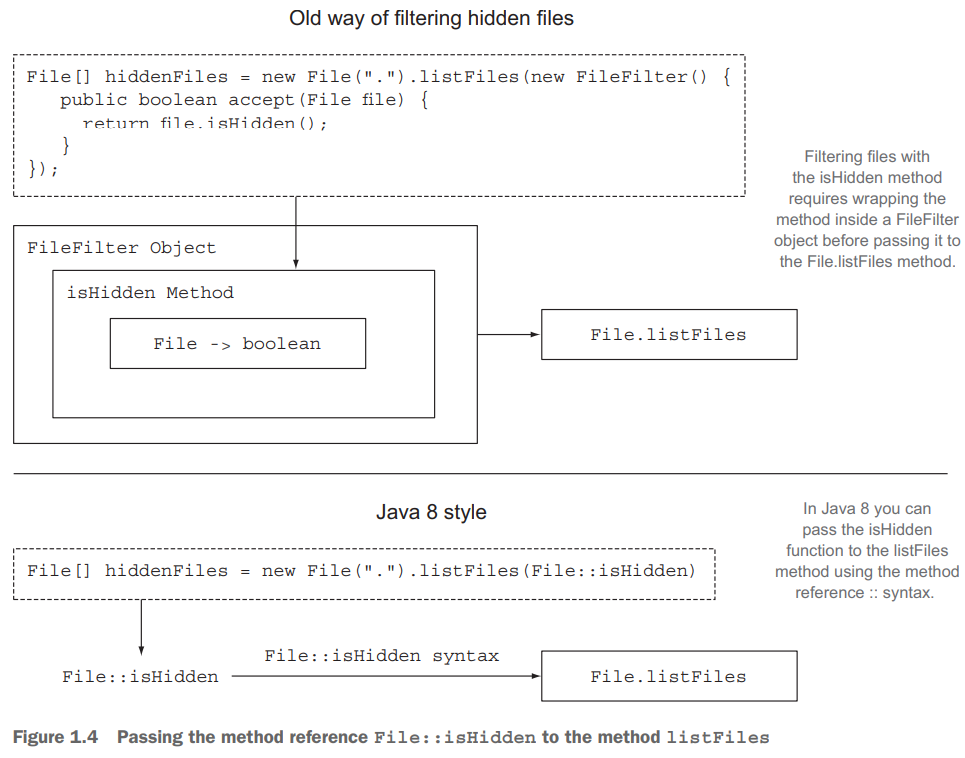 Old way of filtering hidden files
File[] hiddenFiles = new File(".").listFiles(new FileFilter() {
public boolean accept(File file) {
return file.isHidden();
}
});
Filtering files with
the isHidden method
requires wrapping the
method inside a FileFilter
object before passing it to
the File.listFiles method.
FileFilter Object
isHidden Method
File -> boolean
File.listFiles
Java 8 style
In Java 8 you can
pass the isHidden
function to the listFiles
method using the method
reference :: syntax.
File[] hiddenFiles = new File(".").listFiles(File::isHidden)
File::isHidden syntax
File::isHidden
File.listFiles
Figure 1.4 Passing the method reference File::isHidden to the method listFiles